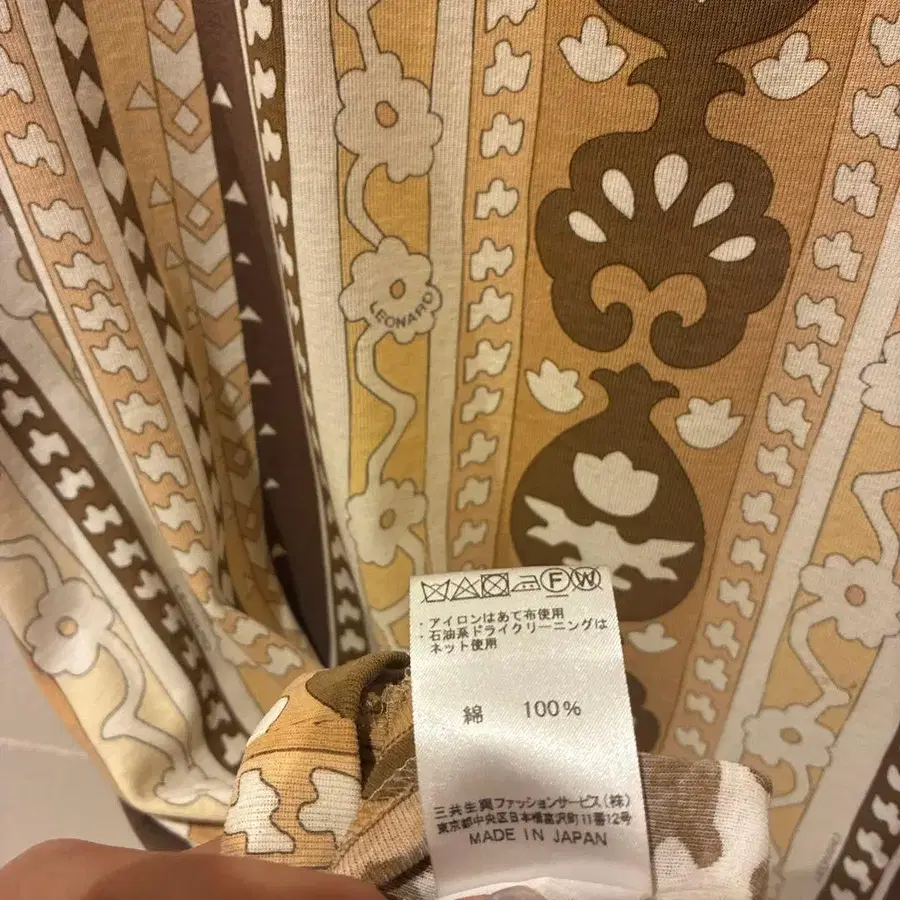 LEONARD
F W
・アイロンはあて布使用
・石油系ドライクリーニングは
ネット使用
綿 100%
三共生興ファッションサービス(株)
東京都中央区日本橋富沢町11番12号
MADE IN JAPAN